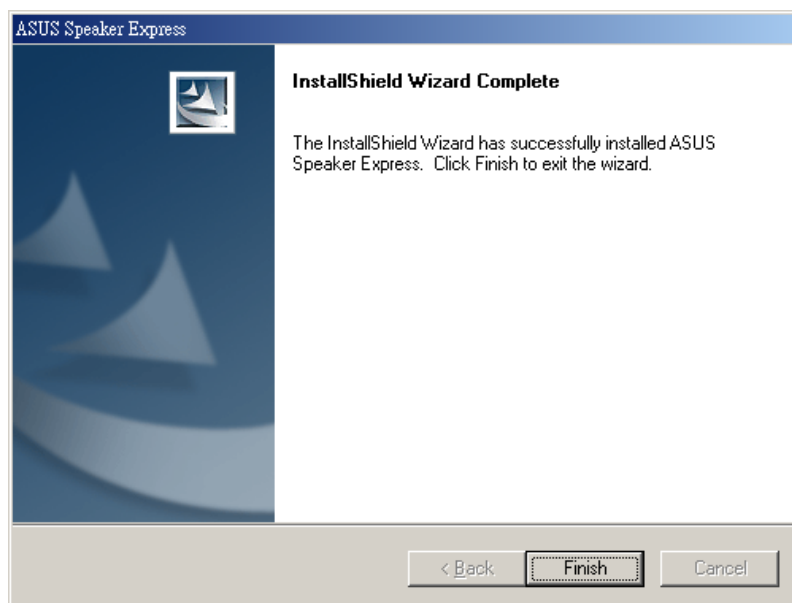 ASUS Speaker Express
InstallShield Wizard Complete
The InstallShield Wizard has successfully installed ASUS
Speaker Express. Click Finish to exit the wizard.
< Back
Finish
Cancel